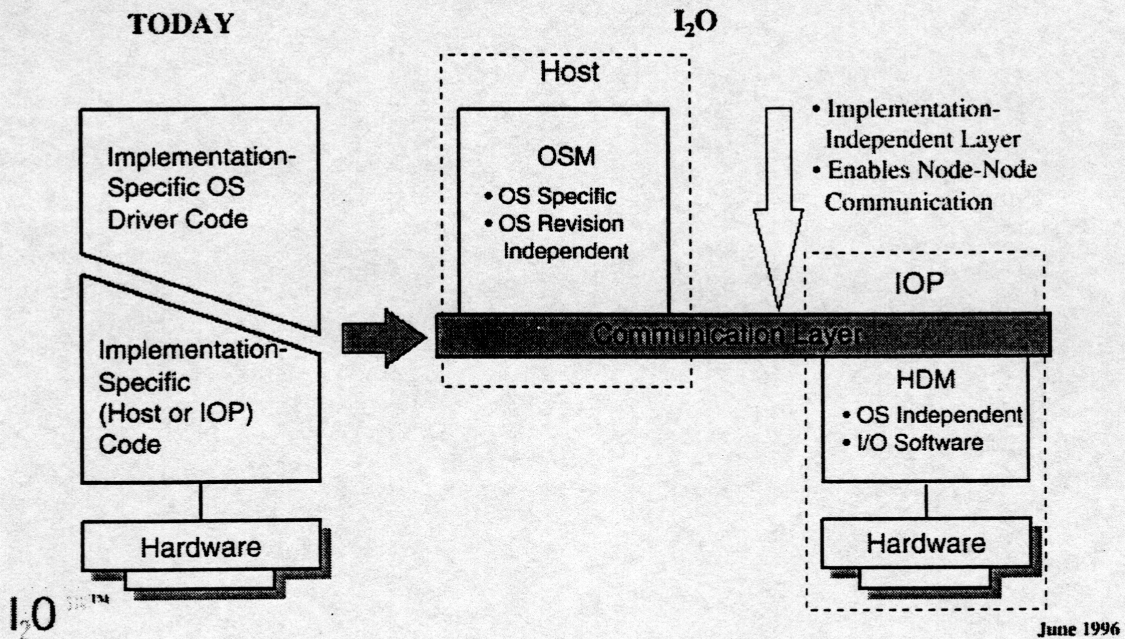 TODAY
Implementation-
Specific OS
Driver Code
Implementation-
Specific
(Host or IOP)
Code
Hardware
I₂O
Host
OSM
• OS Specific
• OS Revision
Independent
• Implementation-
Independent Layer
• Enables Node-Node
Communication
IOP
Communication Layer
HDM
• OS Independent
• I/O Software
Hardware
I₂O ™
June 1996